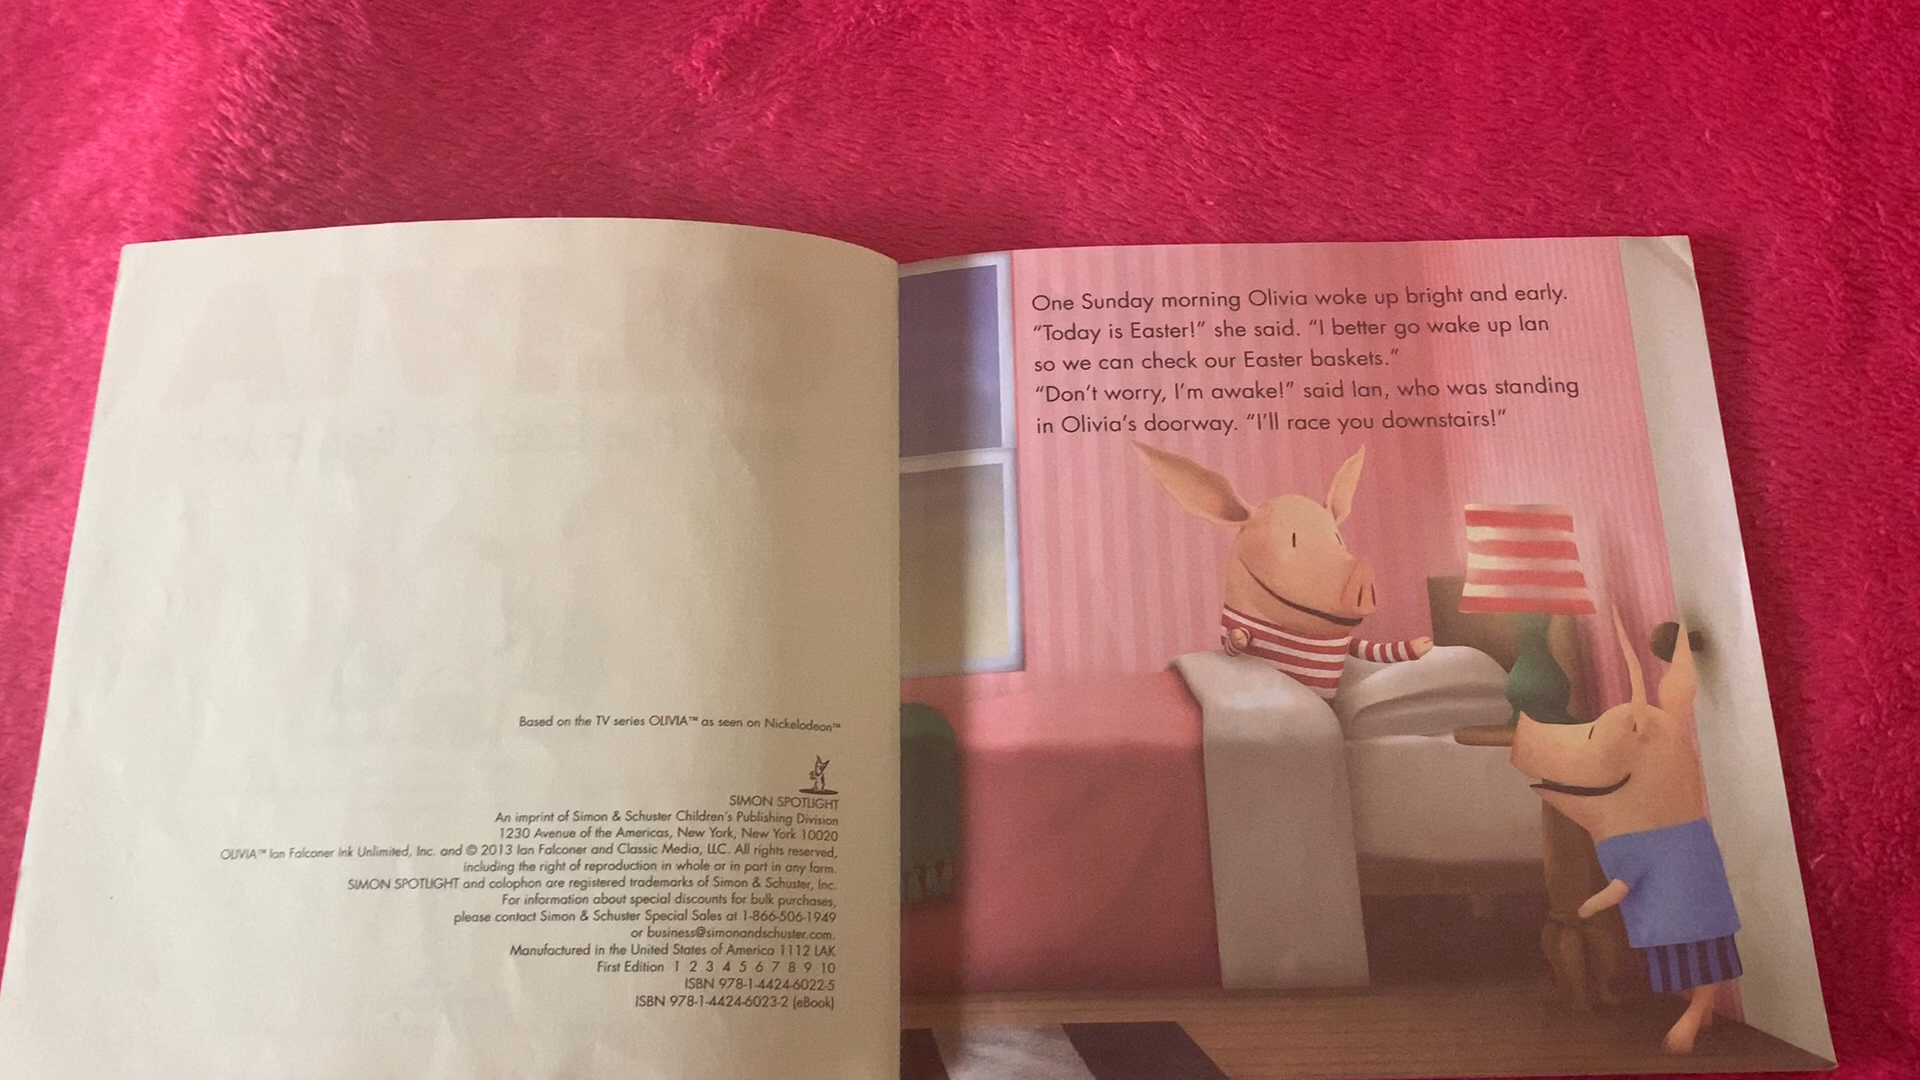 Based on the TV series OLIVIA™ as seen on Nickelodeon™
SIMON SPOTLIGHT
An imprint of Simon & Schuster Children's Publishing Division
1230 Avenue of the Americas, New York, New York 10020
OLIVIA™ Ian Falconer Ink Unlimited, Inc. and © 2013 Ian Falconer and Classic Media, LLC. All rights reserved,
including the right of reproduction in whole or in part in any form.
SIMON SPOTLIGHT and colophon are registered trademarks of Simon & Schuster, Inc.
For information about special discounts for bulk purchases,
please contact Simon & Schuster Special Sales at 1-866-506-1949
or business@simonandschuster.com.
Manufactured in the United States of America 1112 LAK
First Edition 1 2 3 4 5 6 7 8 9 10
ISBN 978-1-4424-6022-5
ISBN 978-1-4424-6023-2 (eBook)
One Sunday morning Olivia woke up bright and early.
“Today is Easter!” she said. “I better go wake up Ian
so we can check our Easter baskets.”
“Don't worry, I'm awake!” said Ian, who was standing
in Olivia's doorway. “I'll race you downstairs!”